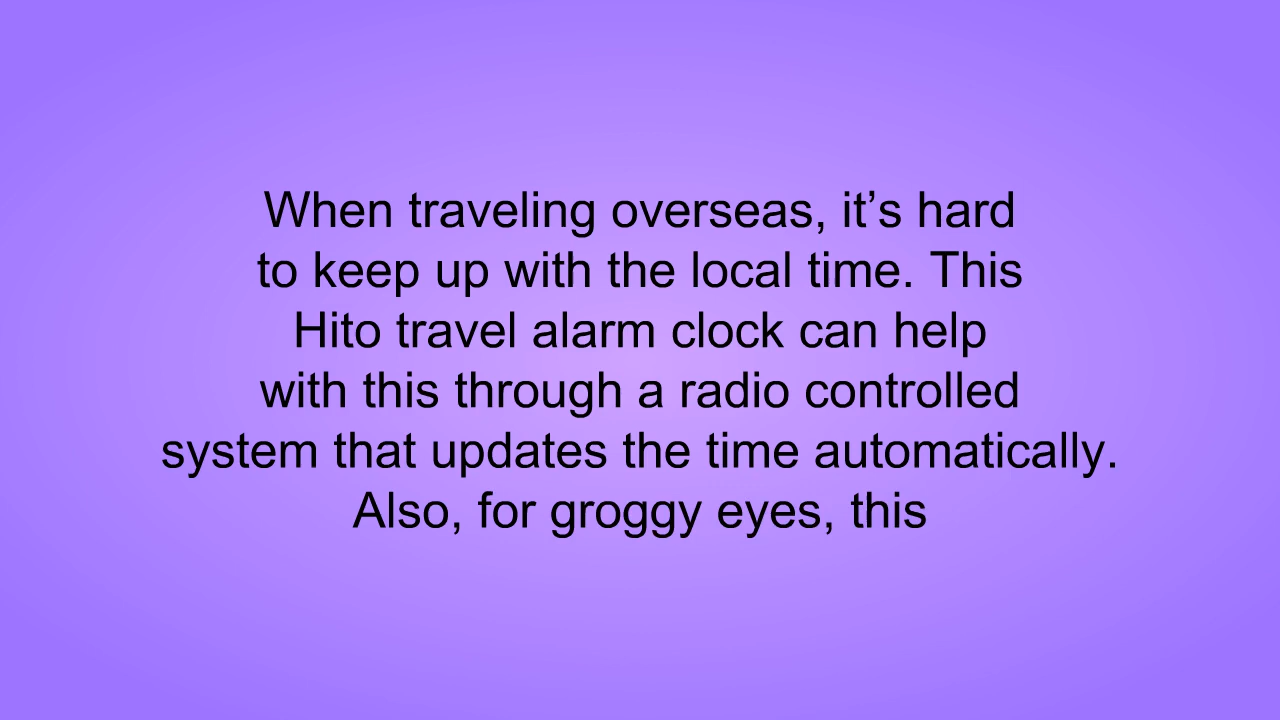 When traveling overseas, it’s hard
to keep up with the local time. This
Hito travel alarm clock can help
with this through a radio controlled
system that updates the time automatically.
Also, for groggy eyes, this